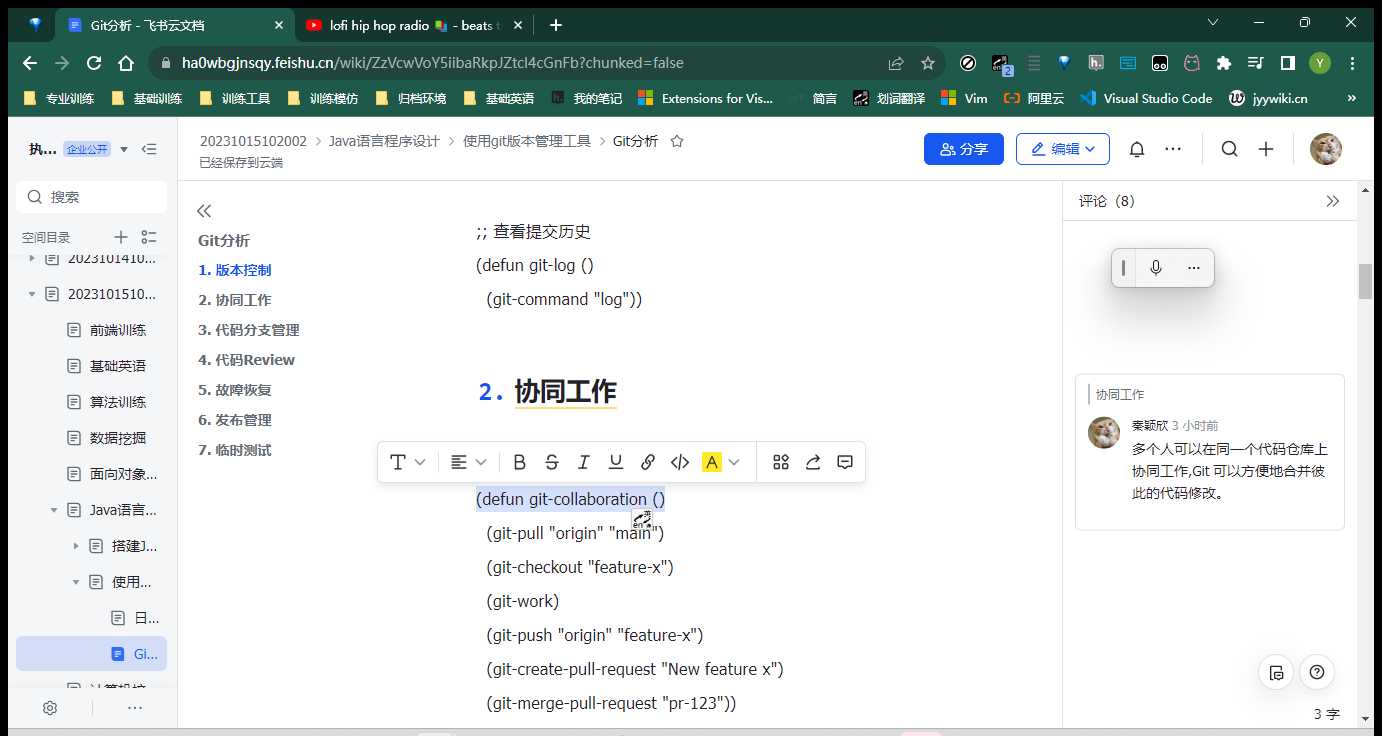 Git分析 - 飞书云文档
lofi hip hop radio - beats t
ha0wbgjnsqy.feishu.cn/wiki/ZzVcwVoY5iibaRkpJZtcl4cGnFb?chunked=false
en 2
h.
Y
专业训练 基础训练 训练工具 训练模仿 归档环境 基础英语 我的笔记 Extensions for Vis... 简言 划词翻译 Vim 阿里云 Visual Studio Code jyywiki.cn »
执... 企业公开
20231015102002 > Java语言程序设计 > 使用git版本管理工具 > Git分析
已经保存到云端
分享
编辑
搜索
空间目录
2023101410...
2023101510...
前端训练
基础英语
算法训练
数据挖掘
面向对象...
Java语言...
搭建J...
使用...
日...
Gi...
Git分析
1. 版本控制
2. 协同工作
3. 代码分支管理
4. 代码Review
5. 故障恢复
6. 发布管理
7. 临时测试
;; 查看提交历史
(defun git-log ()
(git-command "log"))
2. 协同工作
(defun git-collaboration ()
(git-pull "origin" "main")
(git-checkout "feature-x")
(git-work)
(git-push "origin" "feature-x")
(git-create-pull-request "New feature x")
(git-merge-pull-request "pr-123"))
评论（8）
协同工作
秦颖欣 3 小时前
多个人可以在同一个代码仓库上
协同工作,Git 可以方便地合并彼
此的代码修改。
3 字